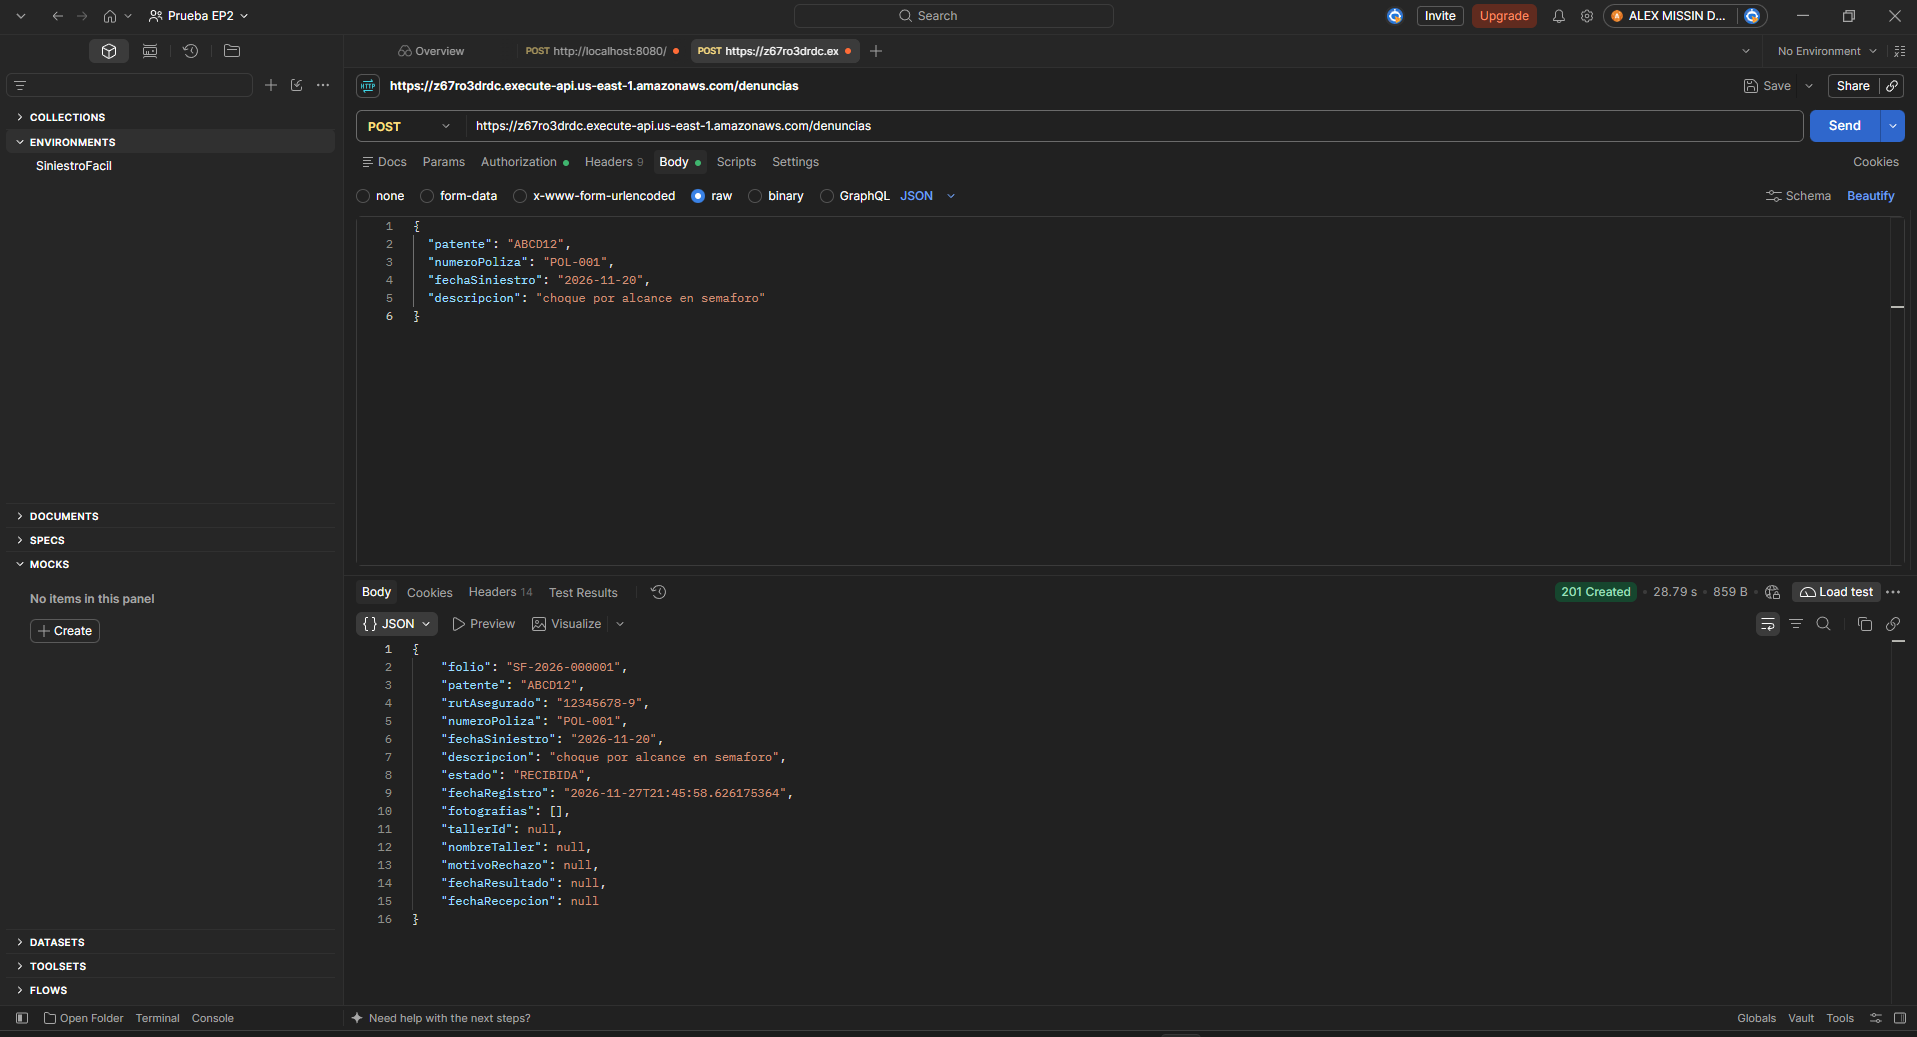 Prueba EP2
Search
Invite
Upgrade
ALEX MISSIN D...
Overview
POST http://localhost:8080/
POST https://z67ro3drdc.ex
No Environment
HTTP
https://z67ro3drdc.execute-api.us-east-1.amazonaws.com/denuncias
Save
Share
COLLECTIONS
ENVIRONMENTS
SiniestroFacil
POST
https://z67ro3drdc.execute-api.us-east-1.amazonaws.com/denuncias
Send
Docs Params Authorization Headers 9 Body Scripts Settings
Cookies
none form-data x-www-form-urlencoded raw binary GraphQL JSON
Schema Beautify
1 {
2 "patente": "ABCD12",
3 "numeroPoliza": "POL-001",
4 "fechaSiniestro": "2026-11-20",
5 "descripcion": "choque por alcance en semaforo"
6 }
DOCUMENTS
SPECS
MOCKS
No items in this panel
Create
Body Cookies Headers 14 Test Results
201 Created 28.79 s 859 B Load test
{} JSON Preview Visualize
1 {
2 "folio": "SF-2026-000001",
3 "patente": "ABCD12",
4 "rutAsegurado": "12345678-9",
5 "numeroPoliza": "POL-001",
6 "fechaSiniestro": "2026-11-20",
7 "descripcion": "choque por alcance en semaforo",
8 "estado": "RECIBIDA",
9 "fechaRegistro": "2026-11-27T21:45:58.626175364",
10 "fotografias": [],
11 "tallerId": null,
12 "nombreTaller": null,
13 "motivoRechazo": null,
14 "fechaResultado": null,
15 "fechaRecepcion": null
16 }
DATASETS
TOOLSETS
FLOWS
Open Folder Terminal Console
Need help with the next steps?
Globals Vault Tools